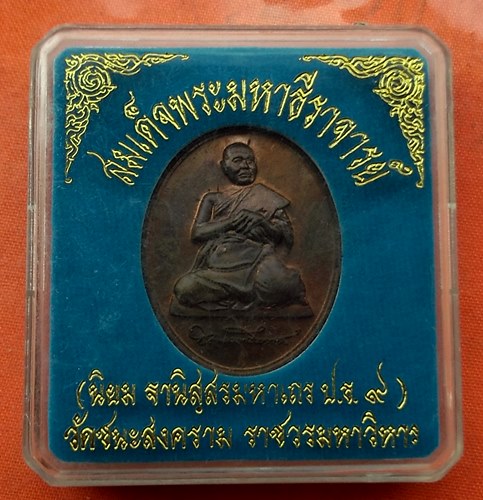 สมเด็จพระมหาธีราจารย์
(นิยม ฐานิสฺสรมหาเถร ป.ธ. ๙)
วัดชนะสงคราม ราชวรมหาวิหาร